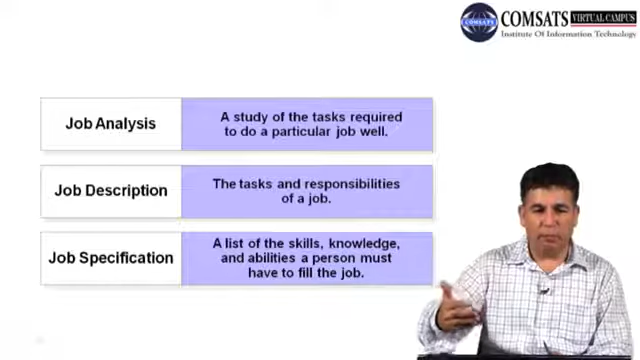 COMSATS VIRTUAL CAMPUS
Institute Of Information Technology
Job Analysis
A study of the tasks required
to do a particular job well.
Job Description
The tasks and responsibilities
of a job.
Job Specification
A list of the skills, knowledge,
and abilities a person must
have to fill the job.